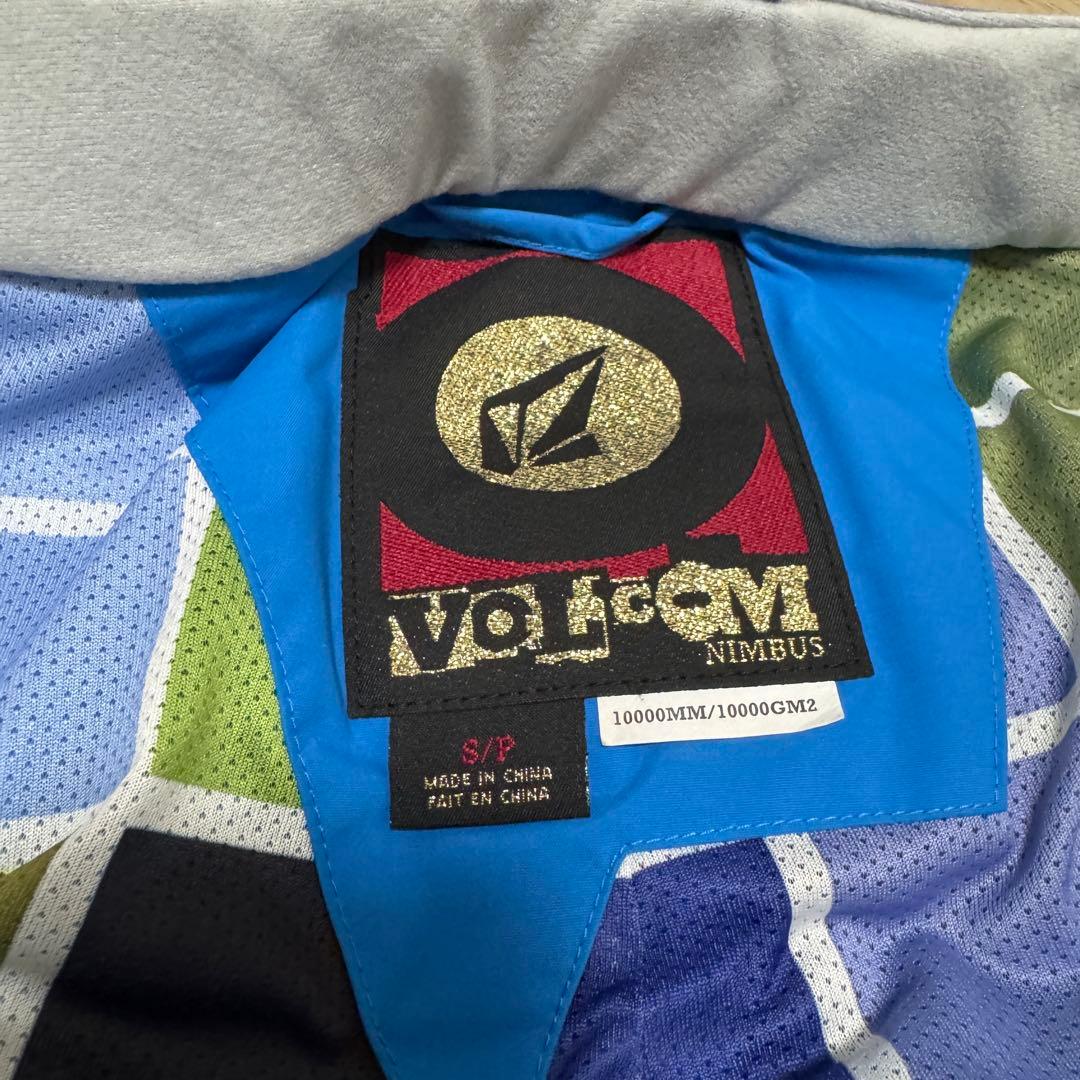 VOLCOM
NIMBUS
10000MM/10000GM2
S/P
MADE IN CHINA
FAIT EN CHINA